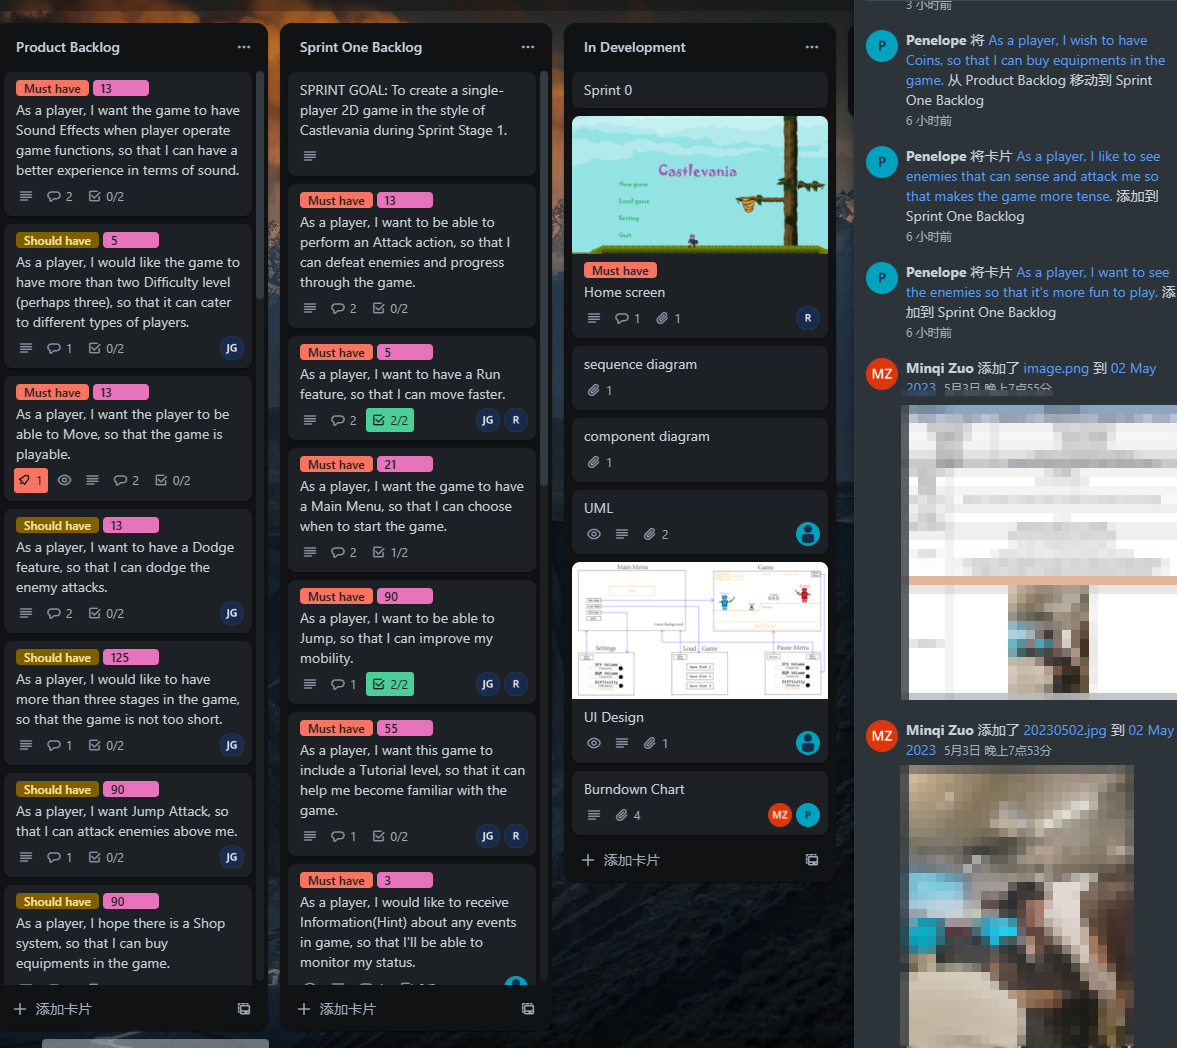 Product Backlog
Must have 13
As a player, I want the game to have
Sound Effects when player operate
game functions, so that I can have a
better experience in terms of sound.
2 0/2
Should have 5
As a player, I would like the game to
have more than two Difficulty level
(perhaps three), so that it can cater
to different types of players.
1 0/2 JG
Must have 13
As a player, I want the player to be
able to Move, so that the game is
playable.
1 2 0/2
Should have 13
As a player, I want to have a Dodge
feature, so that I can dodge the
enemy attacks.
2 0/2 JG
Should have 125
As a player, I would like to have
more than three stages in the game,
so that the game is not too short.
1 0/2 JG
Should have 90
As a player, I want Jump Attack, so
that I can attack enemies above me.
1 0/2 JG
Should have 90
As a player, I hope there is a Shop
system, so that I can buy
equipments in the game.
添加卡片
Sprint One Backlog
SPRINT GOAL: To create a single-
player 2D game in the style of
Castlevania during Sprint Stage 1.
Must have 13
As a player, I want to be able to
perform an Attack action, so that I
can defeat enemies and progress
through the game.
2 0/2
Must have 5
As a player, I want to have a Run
feature, so that I can move faster.
2 2/2 JG R
Must have 21
As a player, I want the game to have
a Main Menu, so that I can choose
when to start the game.
2 1/2
Must have 90
As a player, I want to be able to
Jump, so that I can improve my
mobility.
1 2/2 JG R
Must have 55
As a player, I want this game to
include a Tutorial level, so that it can
help me become familiar with the
game.
1 0/2 JG R
Must have 3
As a player, I would like to receive
Information(Hint) about any events
in game, so that I'll be able to
monitor my status.
添加卡片
In Development
Sprint 0
Castlevania
New game
Load game
Setting
Quit
Must have
Home screen
1 1 R
sequence diagram
1
component diagram
1
UML
2
Main Menu Game
Game Background
Settings Load Game Pause Menu
SFX Volume
BGM Volume
Difficulty
Save Slot 1
Save Slot 2
Save Slot 3
SFX Volume
BGM Volume
Difficulty
UI Design
1
Burndown Chart
4 MZ P
添加卡片
3 小时前
P Penelope 将 As a player, I wish to have
Coins, so that I can buy equipments in the
game. 从 Product Backlog 移动到 Sprint
One Backlog
6 小时前
P Penelope 将卡片 As a player, I like to see
enemies that can sense and attack me so
that makes the game more tense. 添加到
Sprint One Backlog
6 小时前
P Penelope 将卡片 As a player, I want to see
the enemies so that it's more fun to play. 添
加到 Sprint One Backlog
6 小时前
MZ Minqi Zuo 添加了 image.png 到 02 May
2023 5月3日 晚上7点55分
MZ Minqi Zuo 添加了 20230502.jpg 到 02 May
2023 5月3日 晚上7点53分